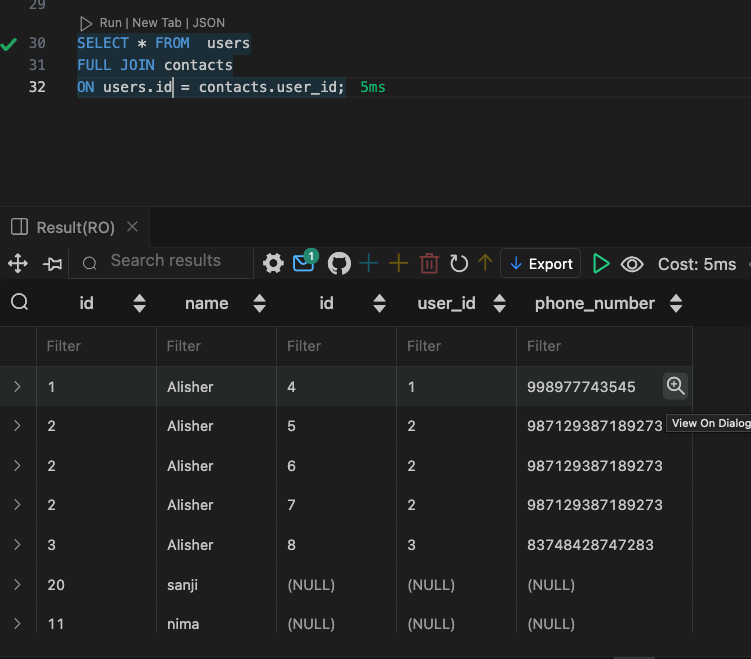 29
Run | New Tab | JSON
30 SELECT * FROM  users
31 FULL JOIN contacts
32 ON users.id = contacts.user_id;  5ms
Result(RO)
Search results 1 Export Cost: 5ms
id name id user_id phone_number
Filter Filter Filter Filter Filter
1 Alisher 4 1 998977743545
View On Dialog
2 Alisher 5 2 987129387189273
2 Alisher 6 2 987129387189273
2 Alisher 7 2 987129387189273
3 Alisher 8 3 83748428747283
20 sanji (NULL) (NULL) (NULL)
11 nima (NULL) (NULL) (NULL)